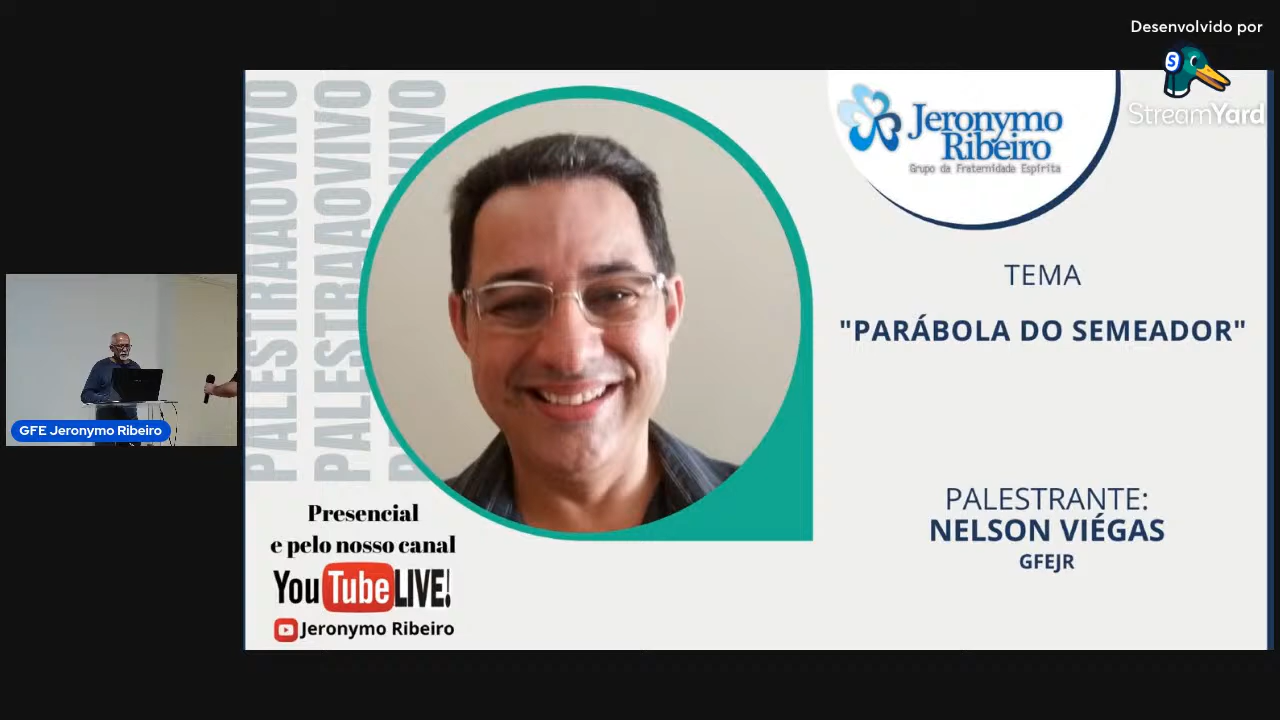 Desenvolvido por
StreamYard
PALESTRAAOVIVO
PALESTRAAOVIVO
Jeronymo
Ribeiro
Grupo da Fraternidade Espírita
TEMA
"PARÁBOLA DO SEMEADOR"
GFE Jeronymo Ribeiro
PALESTRANTE:
NELSON VIÉGAS
GFEJR
Presencial
e pelo nosso canal
YouTube LIVE!
Jeronymo Ribeiro